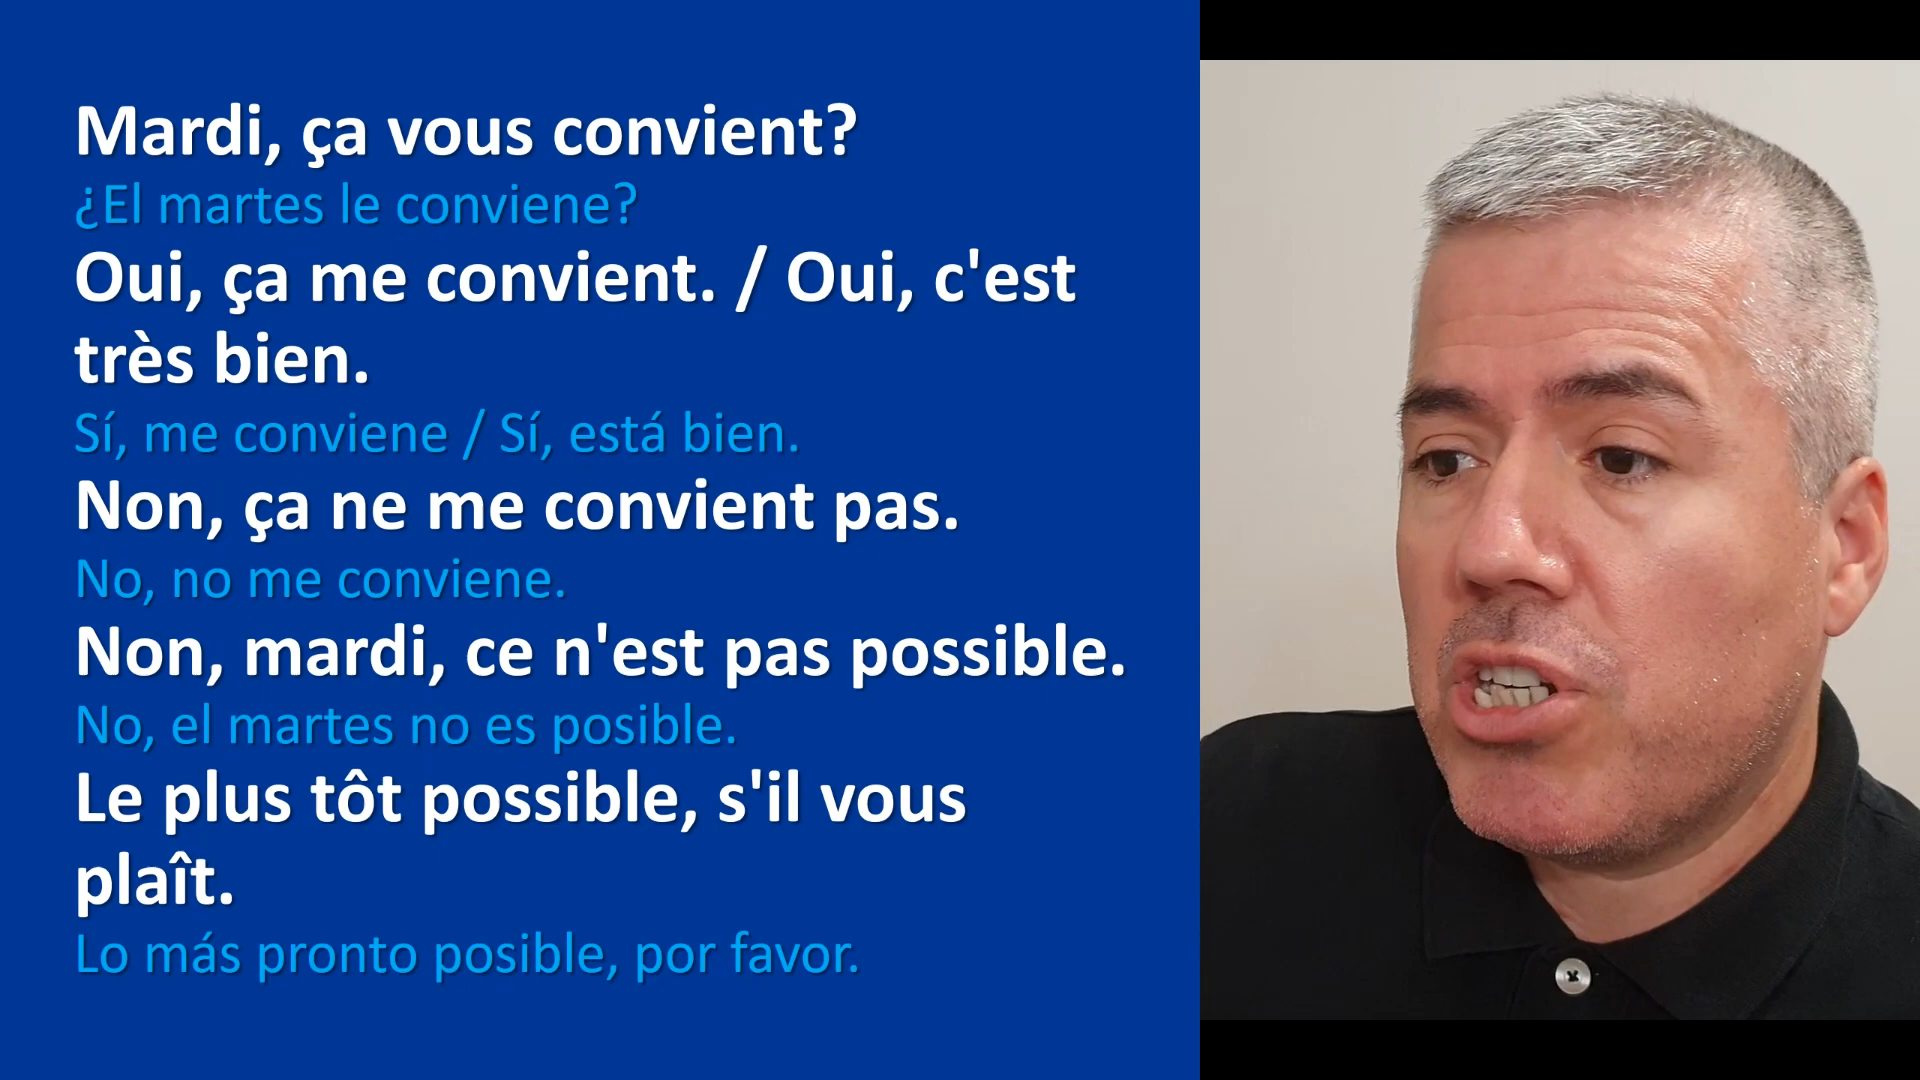 Mardi, ça vous convient?
¿El martes le conviene?
Oui, ça me convient. / Oui, c'est
très bien.
Sí, me conviene / Sí, está bien.
Non, ça ne me convient pas.
No, no me conviene.
Non, mardi, ce n'est pas possible.
No, el martes no es posible.
Le plus tôt possible, s'il vous
plaît.
Lo más pronto posible, por favor.